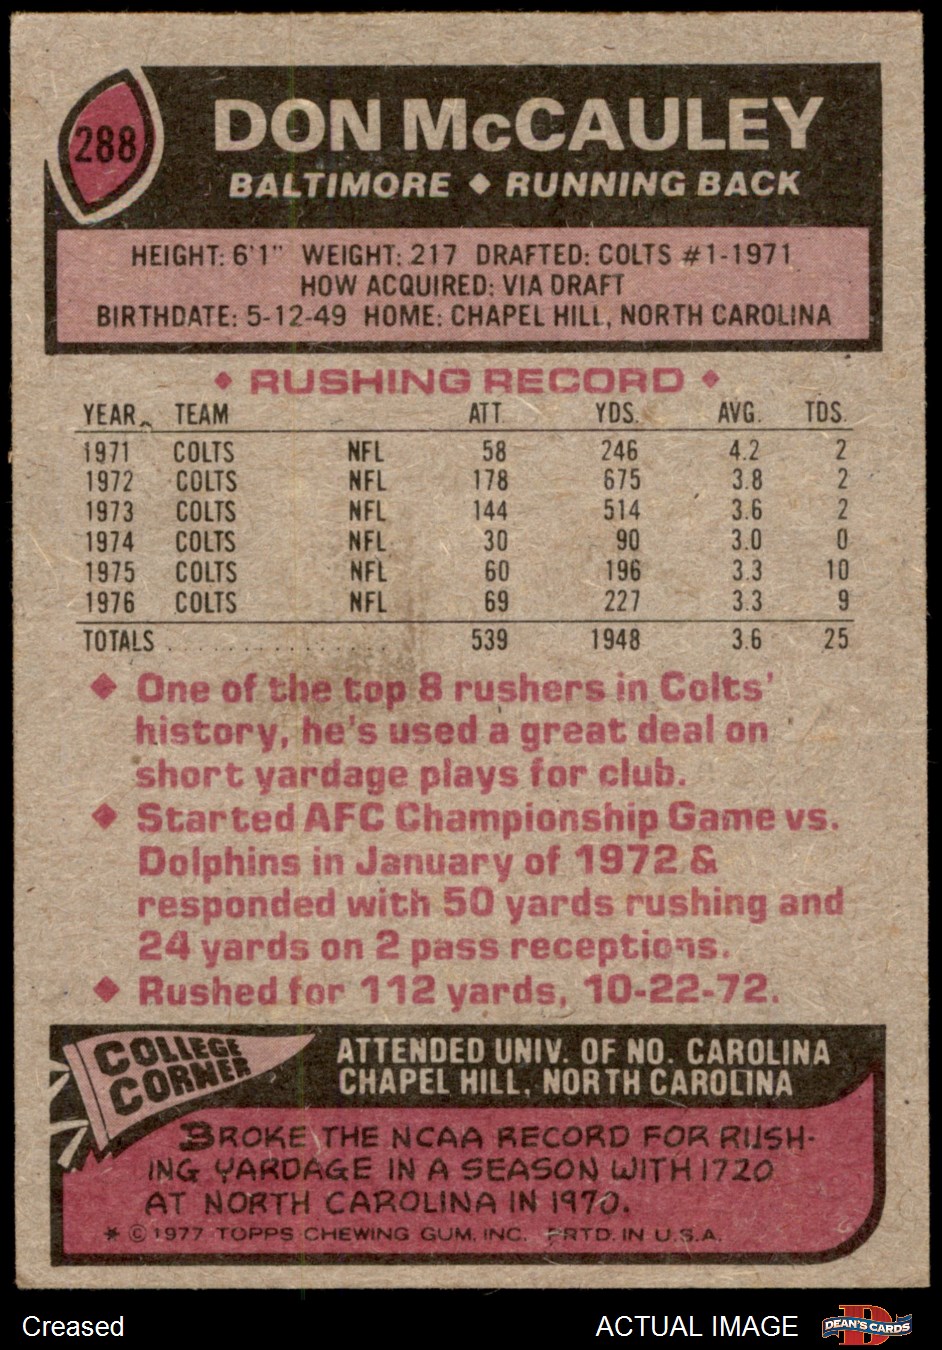 288
DON McCAULEY
BALTIMORE ◆ RUNNING BACK
HEIGHT: 6'1" WEIGHT: 217 DRAFTED: COLTS #1-1971
HOW ACQUIRED: VIA DRAFT
BIRTHDATE: 5-12-49 HOME: CHAPEL HILL, NORTH CAROLINA
◆ RUSHING RECORD ◆
YEAR TEAM ATT. YDS. AVG. TDS.
1971 COLTS NFL 58 246 4.2 2
1972 COLTS NFL 178 675 3.8 2
1973 COLTS NFL 144 514 3.6 2
1974 COLTS NFL 30 90 3.0 0
1975 COLTS NFL 60 196 3.3 10
1976 COLTS NFL 69 227 3.3 9
TOTALS . . . . . . . . . . . . . . 539 1948 3.6 25
◆ One of the top 8 rushers in Colts'
history, he's used a great deal on
short yardage plays for club.
◆ Started AFC Championship Game vs.
Dolphins in January of 1972 &
responded with 50 yards rushing and
24 yards on 2 pass receptions.
◆ Rushed for 112 yards, 10-22-72.
COLLEGE
CORNER
ATTENDED UNIV. OF NO. CAROLINA
CHAPEL HILL, NORTH CAROLINA
BROKE THE NCAA RECORD FOR RUSH-
ING YARDAGE IN A SEASON WITH 1720
AT NORTH CAROLINA IN 1970.
* © 1977 TOPPS CHEWING GUM, INC. PRTD. IN U.S.A.
Creased
ACTUAL IMAGE
D
DEAN'S CARDS